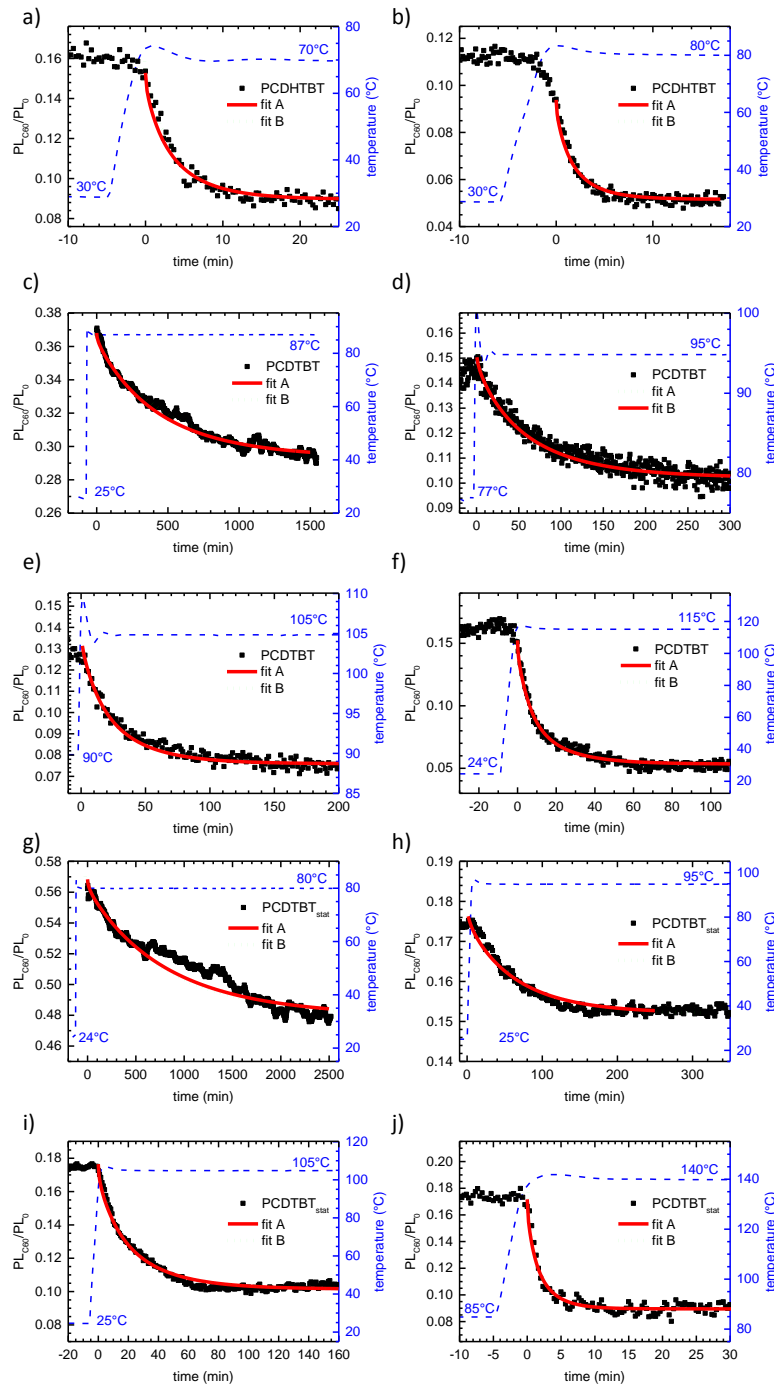 a)
70°C
0.16
0.14
0.12
0.10
0.08
PL_C60/PL_0
PCDHTBT
fit A
fit B
30°C
80
70
60
50
40
30
20
temperature (°C)
-10 0 10 20
time (min)
b)
80°C
0.12
0.10
0.08
0.06
0.04
PL_C60/PL_0
PCDHTBT
fit A
fit B
30°C
100
80
60
40
20
temperature (°C)
-10 0 10
time (min)
c)
87°C
0.38
0.36
0.34
0.32
0.30
0.28
0.26
PL_C60/PL_0
PCDTBT
fit A
fit B
25°C
80
60
40
20
temperature (°C)
0 500 1000 1500
time (min)
d)
95°C
0.16
0.15
0.14
0.13
0.12
0.11
0.10
0.09
PL_C60/PL_0
PCDTBT
fit A
fit B
77°C
100
90
80
temperature (°C)
0 50 100 150 200 250 300
time (min)
e)
105°C
0.15
0.14
0.13
0.12
0.11
0.10
0.09
0.08
0.07
PL_C60/PL_0
PCDTBT
fit A
fit B
90°C
110
105
100
95
90
85
temperature (°C)
0 50 100 150 200
time (min)
f)
115°C
0.15
0.10
0.05
PL_C60/PL_0
PCDTBT
fit A
fit B
24°C
120
100
80
60
40
20
temperature (°C)
-20 0 20 40 60 80 100
time (min)
g)
80°C
0.58
0.56
0.54
0.52
0.50
0.48
0.46
PL_C60/PL_0
PCDTBT_stat
fit A
fit B
24°C
80
60
40
20
temperature (°C)
0 500 1000 1500 2000 2500
time (min)
h)
95°C
0.19
0.18
0.17
0.16
0.15
0.14
PL_C60/PL_0
PCDTBT_stat
fit A
fit B
25°C
100
80
60
40
20
temperature (°C)
0 100 200 300
time (min)
i)
105°C
0.18
0.16
0.14
0.12
0.10
0.08
PL_C60/PL_0
PCDTBT_stat
fit A
fit B
25°C
120
100
80
60
40
20
temperature (°C)
-20 0 20 40 60 80 100 120 140 160
time (min)
j)
140°C
0.20
0.18
0.16
0.14
0.12
0.10
0.08
PL_C60/PL_0
PCDTBT_stat
fit A
fit B
85°C
160
140
120
100
80
temperature (°C)
-10 -5 0 5 10 15 20 25 30
time (min)